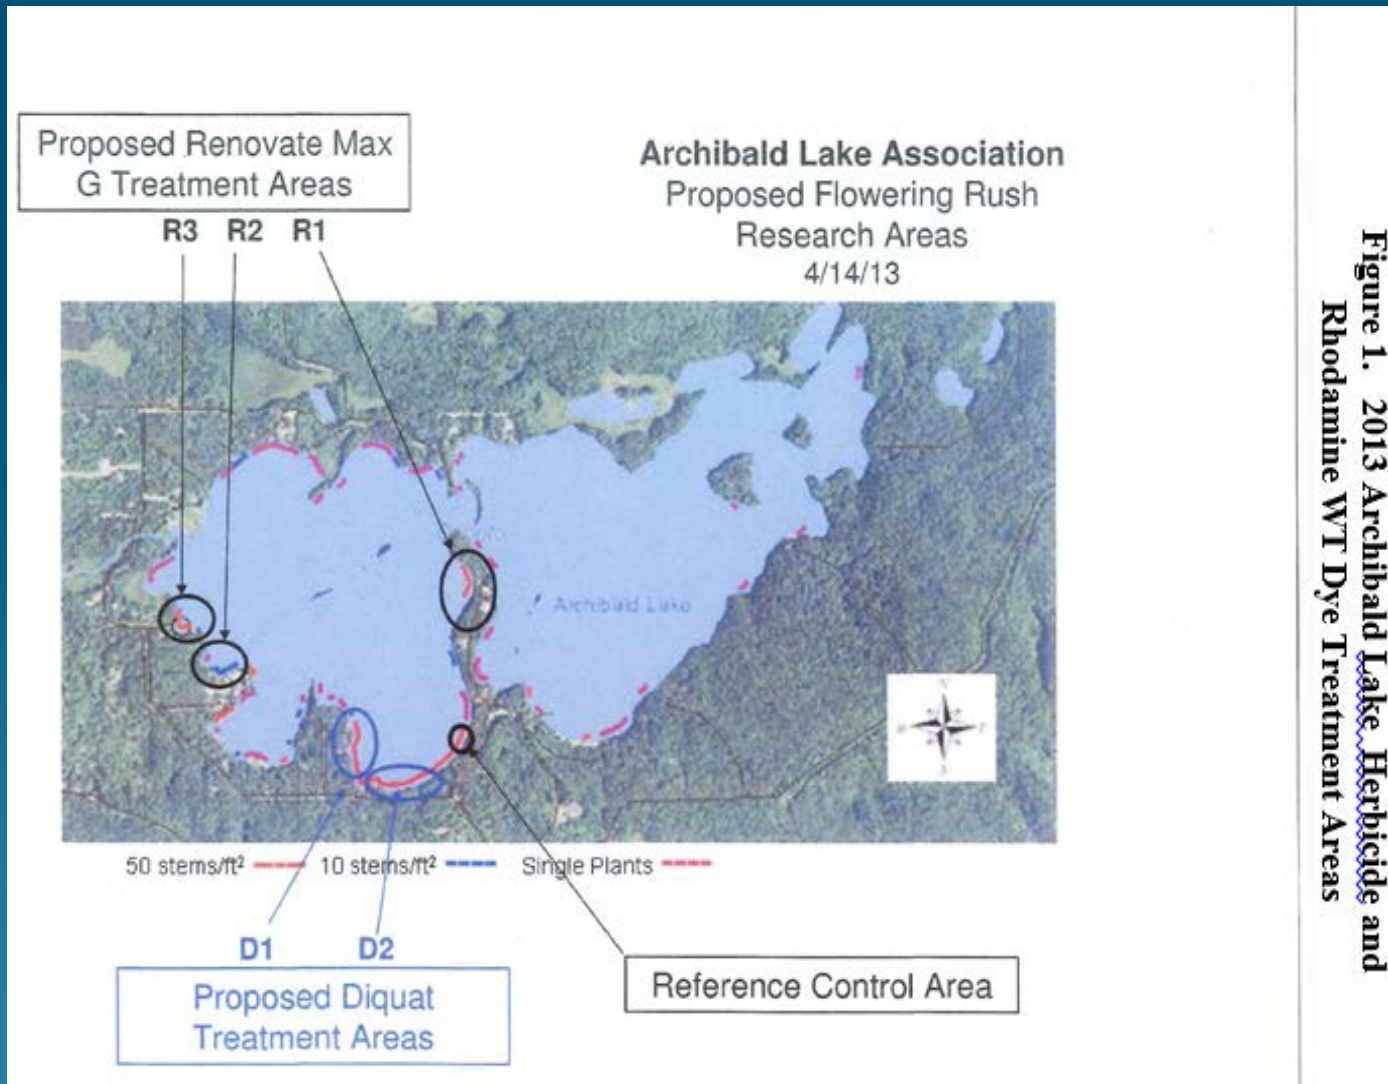 Proposed Renovate Max
G Treatment Areas
R3 R2 R1
Archibald Lake Association
Proposed Flowering Rush
Research Areas
4/14/13
Archibald Lake
N
S
50 stems/ft²
10 stems/ft²
Single Plants
D1 D2
Proposed Diquat
Treatment Areas
Reference Control Area
Figure 1. 2013 Archibald Lake Herbicide and
Rhodamine WT Dye Treatment Areas